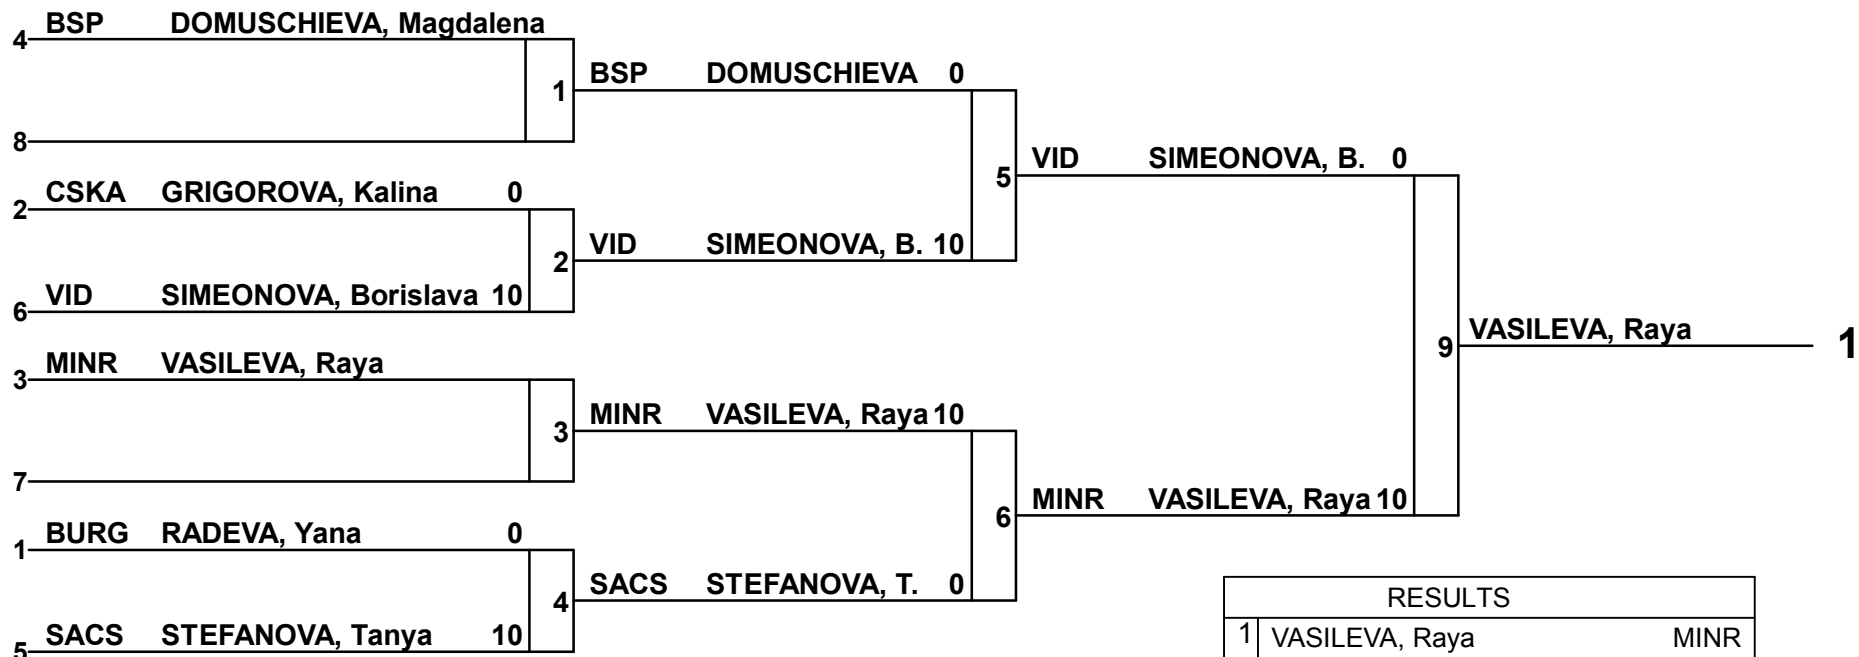 4 BSP DOMUSCHIEVA, Magdalena
1 BSP DOMUSCHIEVA 0
8
5 VID SIMEONOVA, B. 0
2 CSKA GRIGOROVA, Kalina 0
2 VID SIMEONOVA, B. 10
6 VID SIMEONOVA, Borislava 10
9 VASILEVA, Raya 1
3 MINR VASILEVA, Raya
3 MINR VASILEVA, Raya 10
7
6 MINR VASILEVA, Raya 10
1 BURG RADEVA, Yana 0
4 SACS STEFANOVA, T. 0
RESULTS
5 SACS STEFANOVA, Tanya 10
1 VASILEVA, Raya MINR